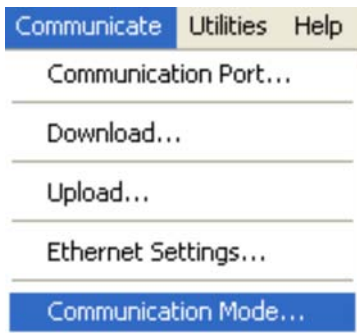 Communicate Utilities Help
Communication Port...
Download...
Upload...
Ethernet Settings...
Communication Mode...